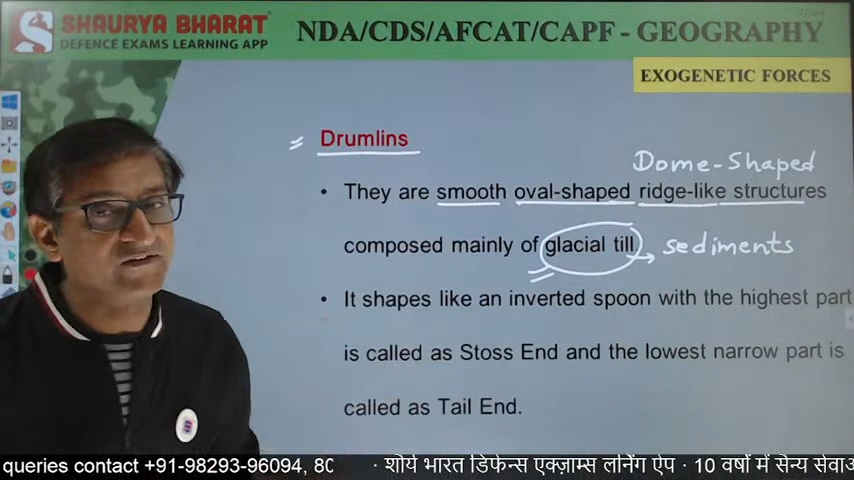 SHAURYA BHARAT®
DEFENCE EXAMS LEARNING APP
NDA/CDS/AFCAT/CAPF - GEOGRAPHY
EXOGENETIC FORCES
Drumlins
Dome-Shaped
• They are smooth oval-shaped ridge-like structures
composed mainly of glacial till → sediments
• It shapes like an inverted spoon with the highest part
is called as Stoss End and the lowest narrow part is
called as Tail End.
queries contact +91-98293-96094, 80 · शौर्य भारत डिफेन्स एक्ज़ाम्स लर्निंग ऐप · 10 वर्षों में सैन्य सेवाअ